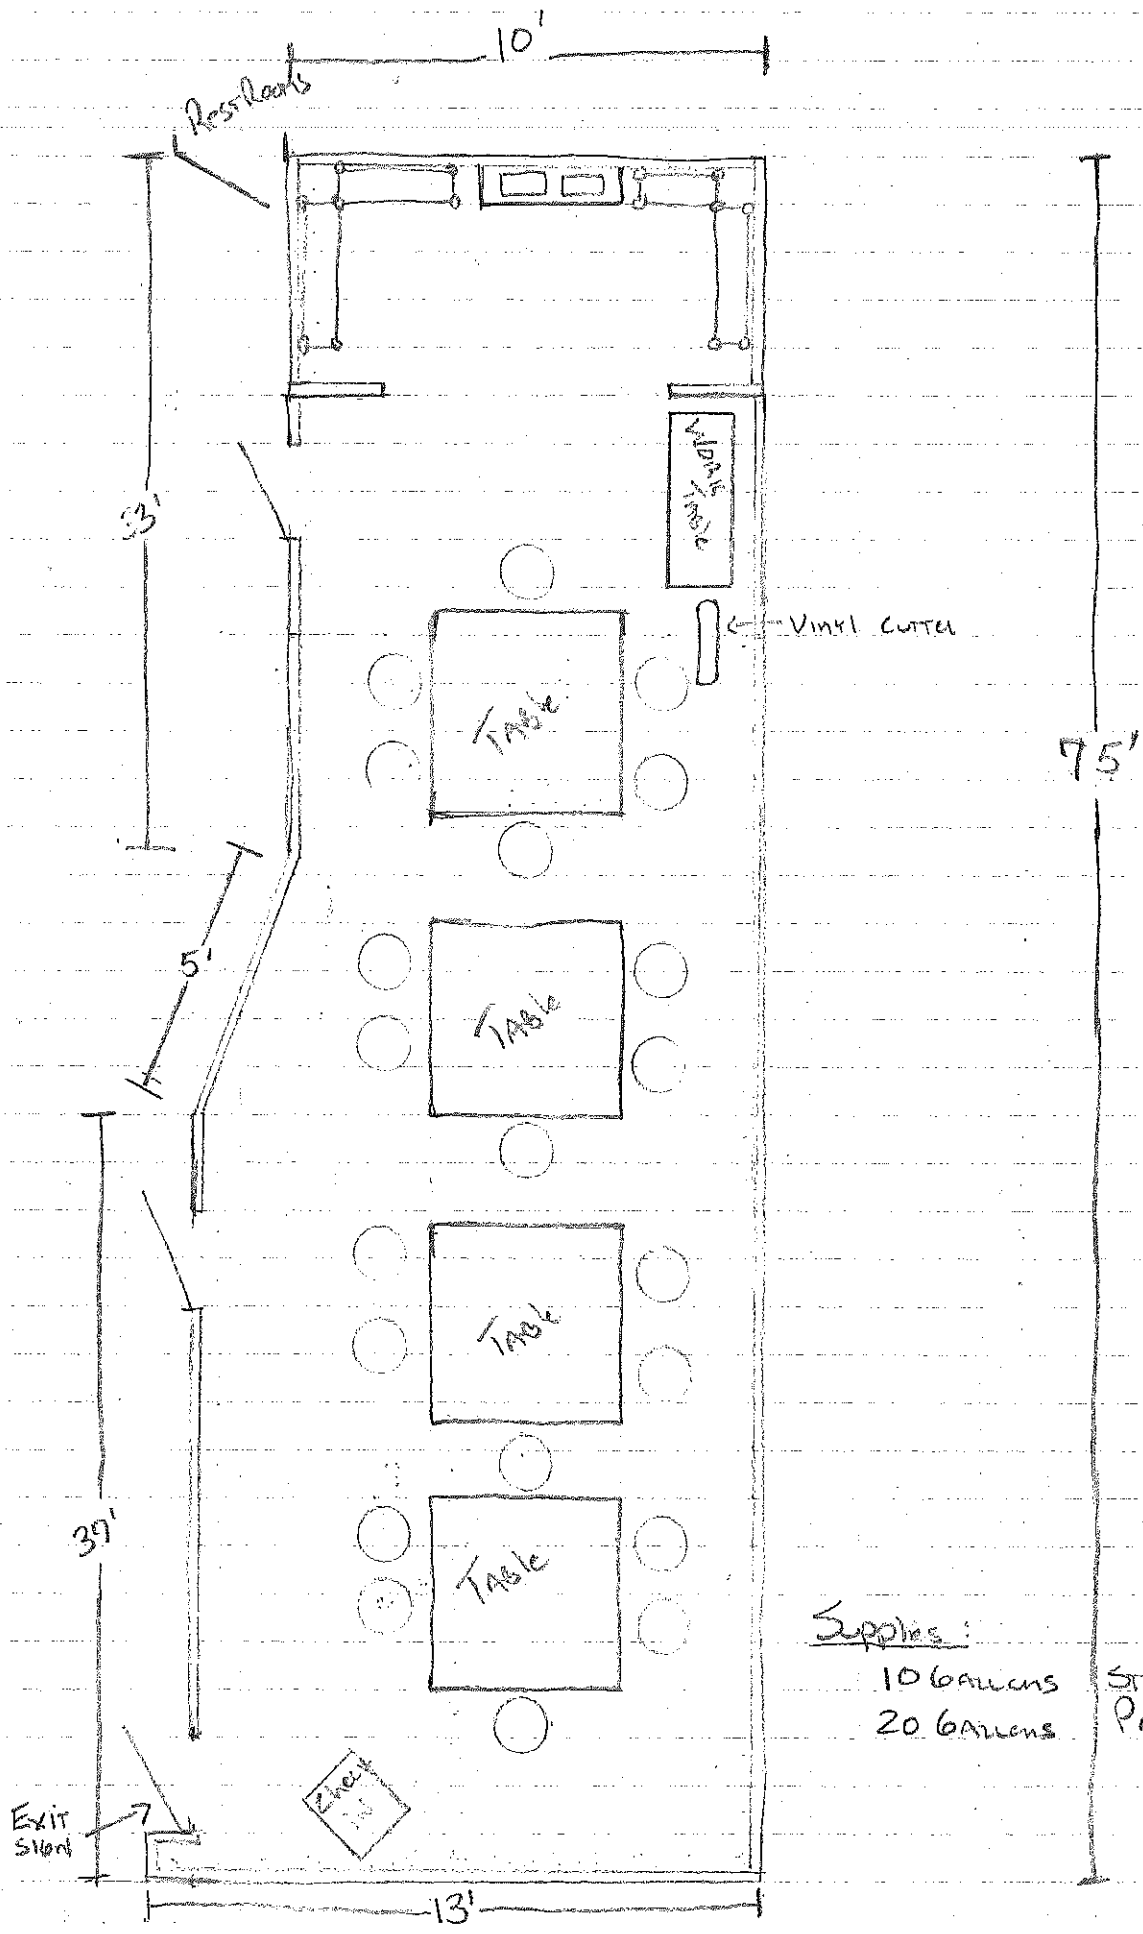 10'
RestRooms
33'
Work
Table
Vinyl Cutter
Table
75'
5'
Table
Table
37'
Table
Supplies:
10 Gallons
20 Gallons
Check
IN
Exit
Sign
13'